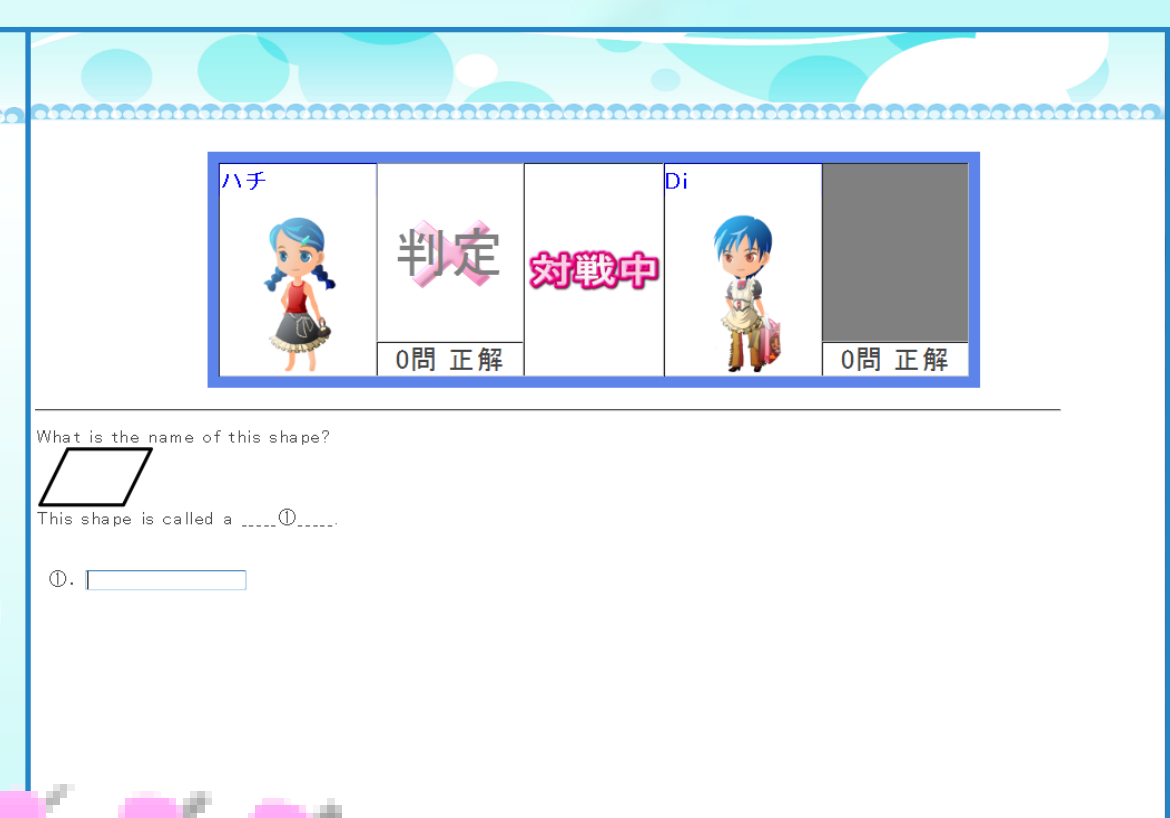 ハチ
判定
対戦中
Di
0問 正解
0問 正解
What is the name of this shape?
This shape is called a _____①_____.
①.